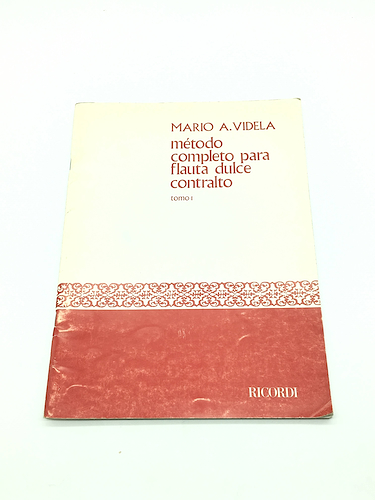 MARIO A. VIDELA
método
completo para
flauta dulce
contralto
tomo I
RICORDI